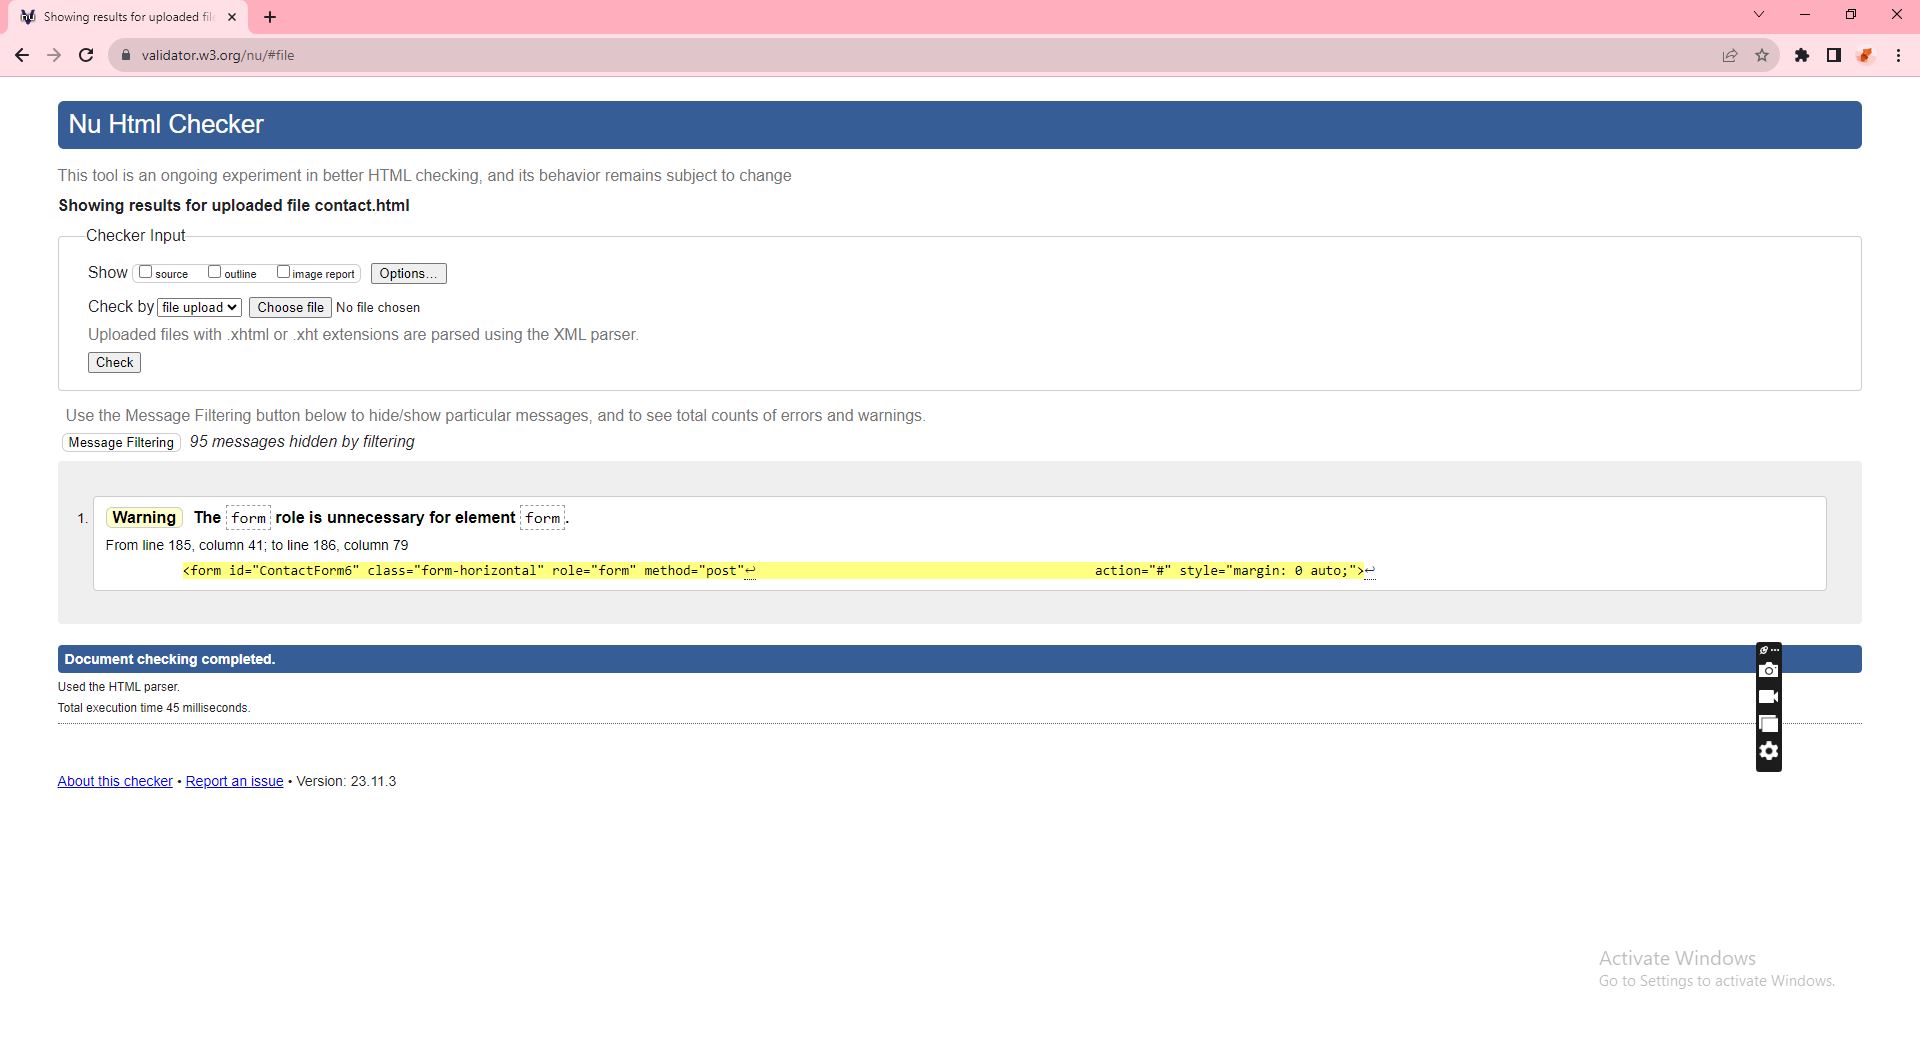 Showing results for uploaded fil
validator.w3.org/nu/#file
Nu Html Checker
This tool is an ongoing experiment in better HTML checking, and its behavior remains subject to change
Showing results for uploaded file contact.html
Checker Input
Show source outline image report Options...
Check by file upload Choose file No file chosen
Uploaded files with .xhtml or .xht extensions are parsed using the XML parser.
Check
Use the Message Filtering button below to hide/show particular messages, and to see total counts of errors and warnings.
Message Filtering 95 messages hidden by filtering
1. Warning The form role is unnecessary for element form.
From line 185, column 41; to line 186, column 79
<form id="ContactForm6" class="form-horizontal" role="form" method="post"↩ action="#" style="margin: 0 auto;">↩
Document checking completed.
Used the HTML parser.
Total execution time 45 milliseconds.
About this checker • Report an issue • Version: 23.11.3
Activate Windows
Go to Settings to activate Windows.